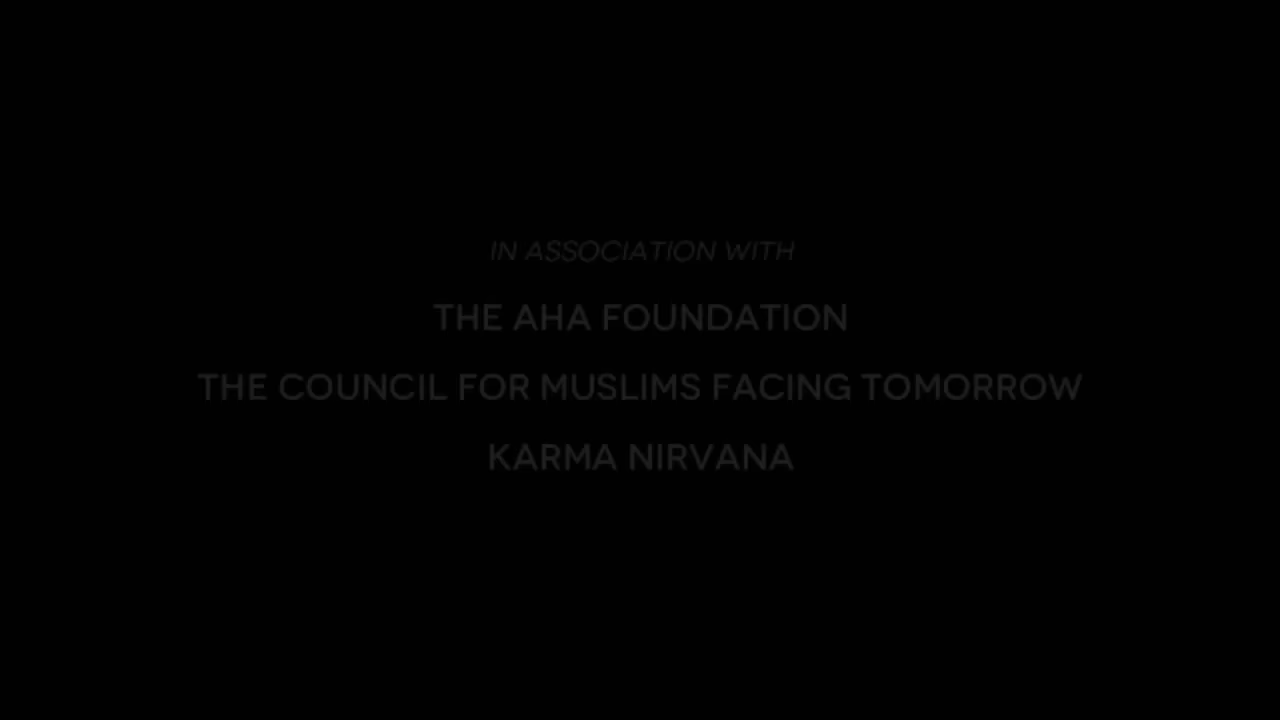 IN ASSOCIATION WITH
THE AHA FOUNDATION
THE COUNCIL FOR MUSLIMS FACING TOMORROW
KARMA NIRVANA